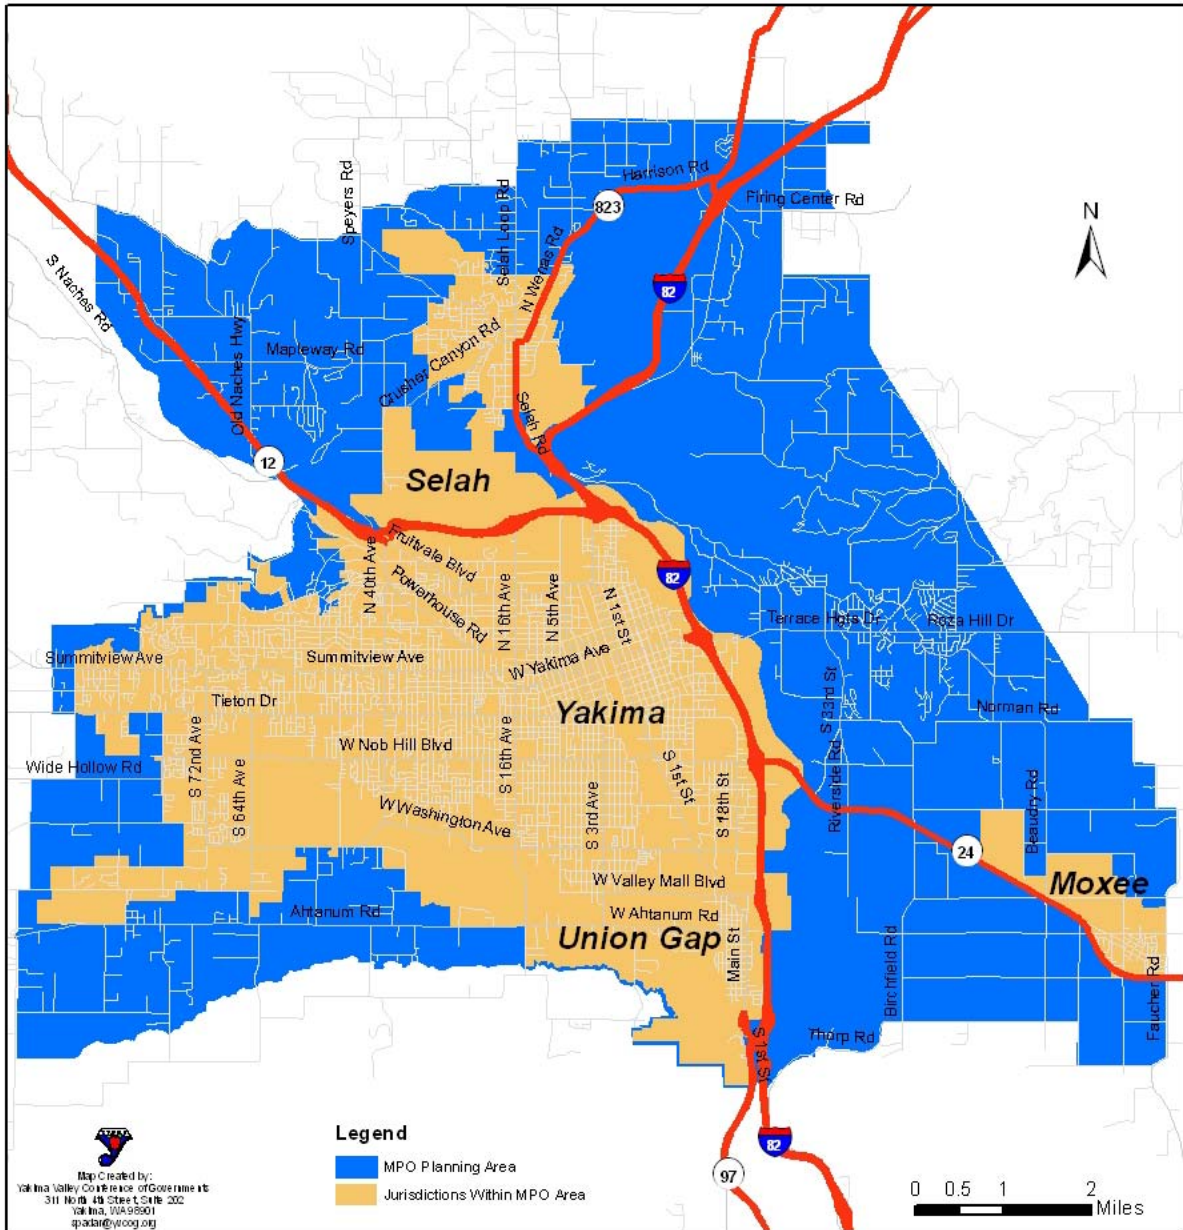 Speyers Rd
Selah Loop Rd
Harrison Rd
823
Firing Center Rd
N
S Naches Rd
N Wenas Rd
82
Old Naches Hwy
Mapleway Rd
Crusher Canyon Rd
Selah Rd
12
Selah
Fruitvale Blvd
N 40th Ave
Powerhouse Rd
N 16th Ave
N 5th Ave
N 1st St
82
Terrace Hgts Dr
Roza Hill Dr
Summitview Ave
Summitview Ave
W Yakima Ave
Tieton Dr
Yakima
S 33rd St
Norman Rd
W Nob Hill Blvd
S 16th Ave
S 72nd Ave
Wide Hollow Rd
S 64th Ave
S 1st St
S 18th St
Riverside Rd
Beaudry Rd
W Washington Ave
S 3rd Ave
24
Moxee
W Valley Mall Blvd
Ahtanum Rd
W Ahtanum Rd
Union Gap
Main St
Birchfield Rd
Faucher Rd
Thorp Rd
S 1st St
82
97
Map Created by:
Yakima Valley Conference of Governments
311 North 4th Street, Suite 202
Yakima, WA 98901
spadar@yvcog.org
Legend
MPO Planning Area
Jurisdictions Within MPO Area
0 0.5 1 2
Miles